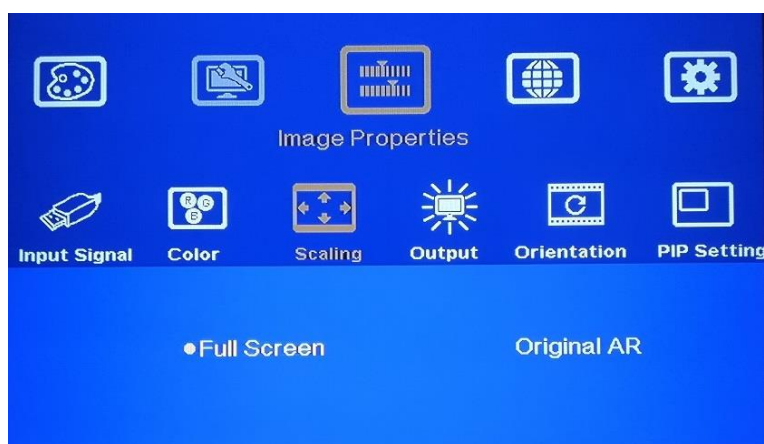 Image Properties
R G B
Input Signal Color Scaling Output Orientation PIP Setting
●Full Screen Original AR